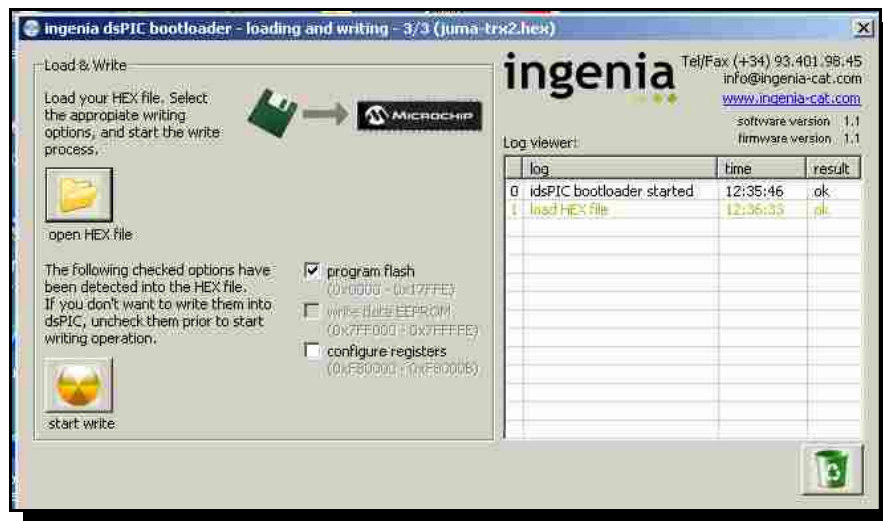 ingenia dsPIC bootloader - loading and writing - 3/3 (juma-trx2.hex)
Load & Write
Load your HEX file. Select
the appropiate writing
options, and start the write
process.
MICROCHIP
open HEX file
The following checked options have
been detected into the HEX file.
If you don't want to write them into
dsPIC, uncheck them prior to start
writing operation.
program flash
(0x0000 - 0x17FFE)
write data EEPROM
(0x7FF000 - 0x7FFFFE)
configure registers
(0xF80000 - 0xF8000B)
start write
ingenia
Tel/Fax (+34) 93.401.98.45
info@ingenia-cat.com
www.ingenia-cat.com
software version 1.1
firmware version 1.1
Log viewer:
log time result
0 idsPIC bootloader started 12:35:46 ok
1 load HEX file 12:36:33 ok